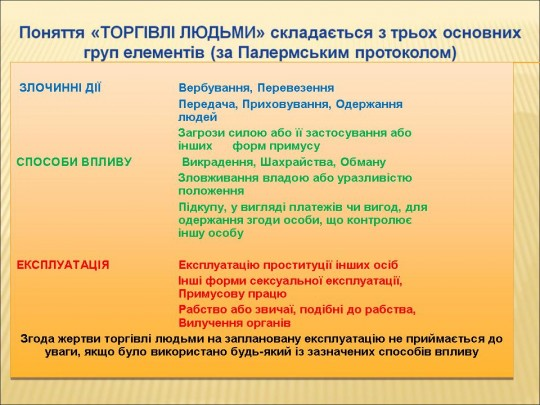 Поняття «ТОРГІВЛІ ЛЮДЬМИ» складається з трьох основних
груп елементів (за Палермським протоколом)
ЗЛОЧИННІ ДІЇ Вербування, Перевезення
Передача, Приховування, Одержання
людей
Загрози силою або її застосування або
інших форм примусу
СПОСОБИ ВПЛИВУ Викрадення, Шахрайства, Обману
Зловживання владою або уразливістю
положення
Підкупу, у вигляді платежів чи вигод, для
одержання згоди особи, що контролює
іншу особу
ЕКСПЛУАТАЦІЯ Експлуатацію проституції інших осіб
Інші форми сексуальної експлуатації,
Примусову працю
Рабство або звичаї, подібні до рабства,
Вилучення органів
Згода жертви торгівлі людьми на заплановану експлуатацію не приймається до
уваги, якщо було використано будь-який із зазначених способів впливу